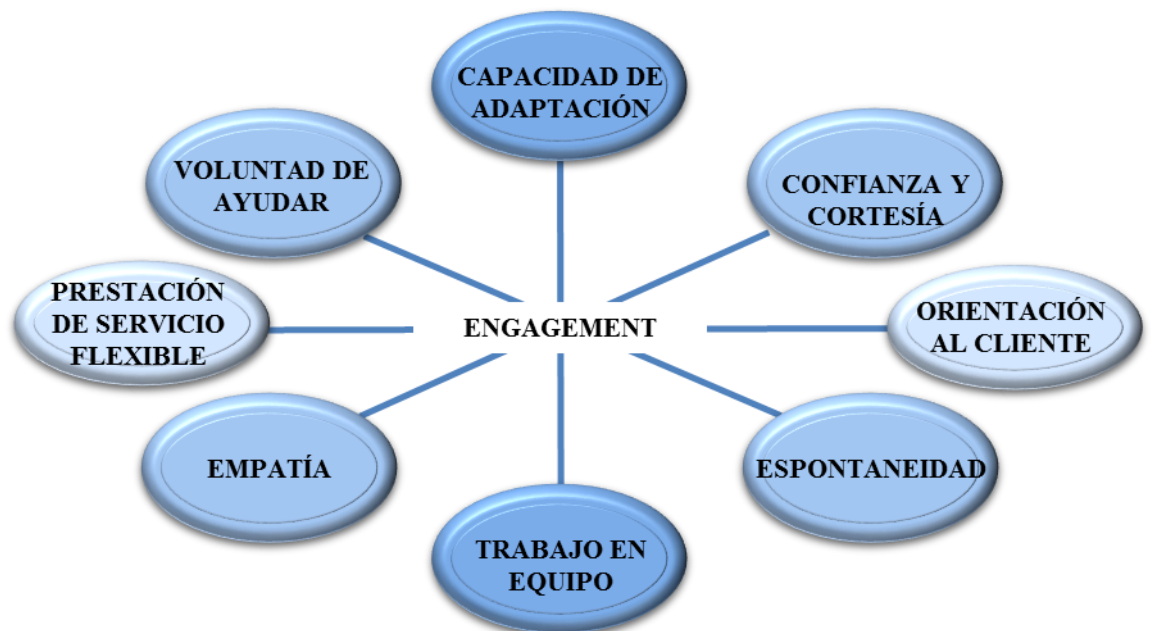 CAPACIDAD DE
ADAPTACIÓN
VOLUNTAD DE
AYUDAR
CONFIANZA Y
CORTESÍA
PRESTACIÓN
DE SERVICIO
FLEXIBLE
ENGAGEMENT
ORIENTACIÓN
AL CLIENTE
EMPATÍA
ESPONTANEIDAD
TRABAJO EN
EQUIPO